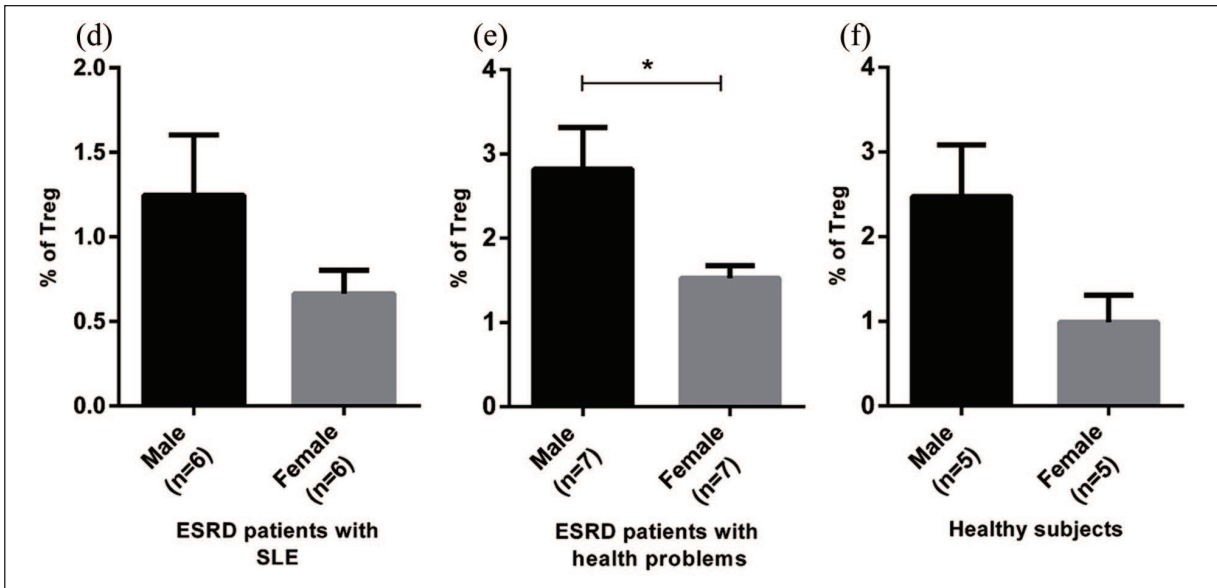 (d)
2.0
1.5
1.0
0.5
0.0
% of Treg
Male
(n=6)
Female
(n=6)
ESRD patients with
SLE
(e)
*
4
3
2
1
0
% of Treg
Male
(n=7)
Female
(n=7)
ESRD patients with
health problems
(f)
4
3
2
1
0
% of Treg
Male
(n=5)
Female
(n=5)
Healthy subjects